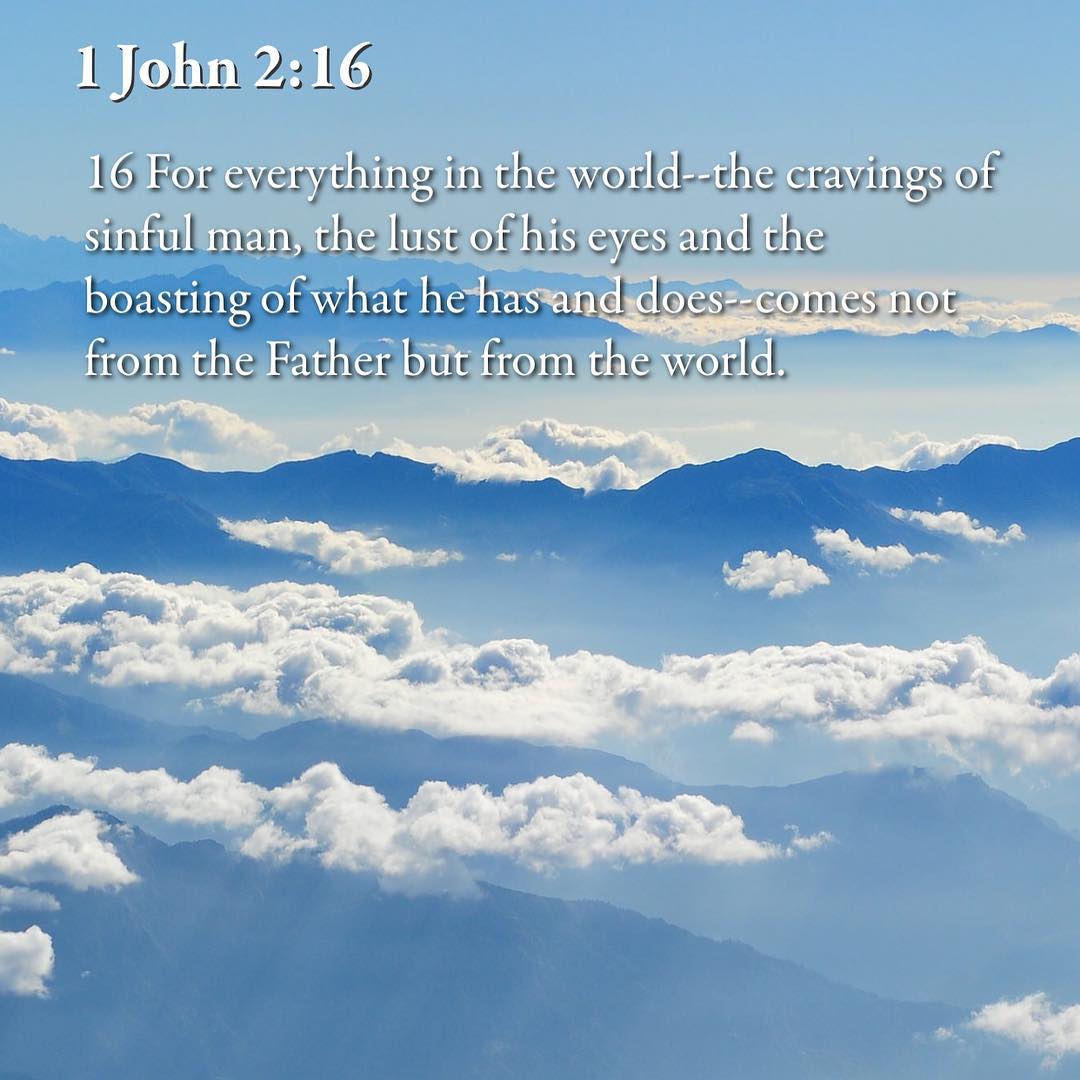 1 John 2:16
16 For everything in the world--the cravings of
sinful man, the lust of his eyes and the
boasting of what he has and does--comes not
from the Father but from the world.